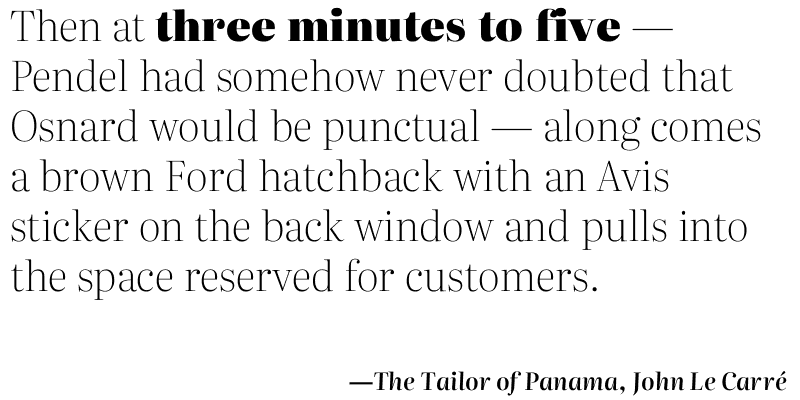 Then at three minutes to five —
Pendel had somehow never doubted that
Osnard would be punctual — along comes
a brown Ford hatchback with an Avis
sticker on the back window and pulls into
the space reserved for customers.
—The Tailor of Panama, John Le Carré